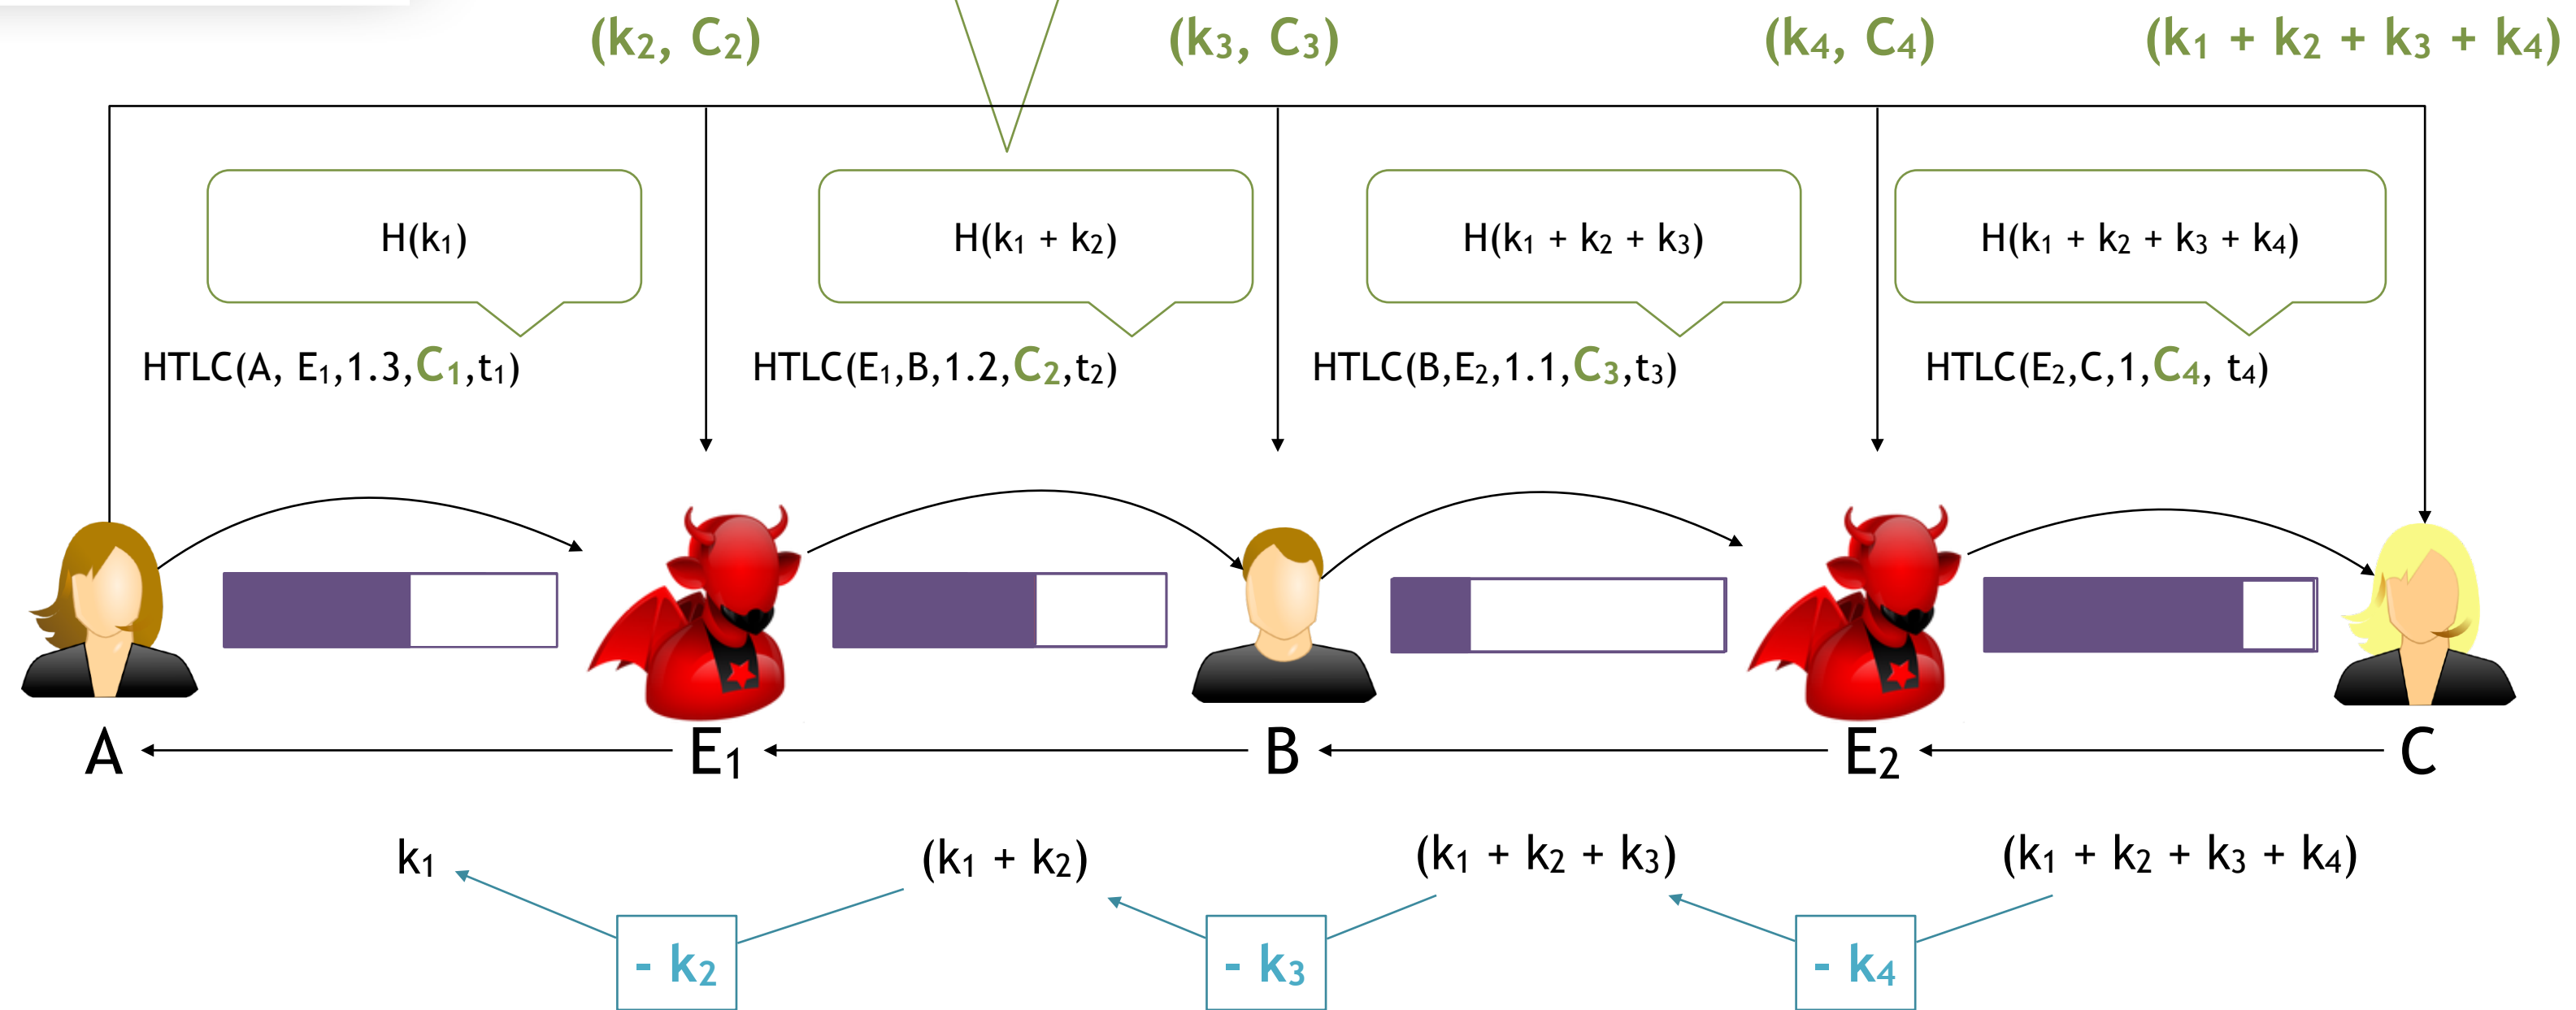 (k₂, C₂) (k₃, C₃) (k₄, C₄) (k₁ + k₂ + k₃ + k₄)
H(k₁) H(k₁ + k₂) H(k₁ + k₂ + k₃) H(k₁ + k₂ + k₃ + k₄)
HTLC(A, E₁,1.3,C₁,t₁) HTLC(E₁,B,1.2,C₂,t₂) HTLC(B,E₂,1.1,C₃,t₃) HTLC(E₂,C,1,C₄, t₄)
A E₁ B E₂ C
k₁ (k₁ + k₂) (k₁ + k₂ + k₃) (k₁ + k₂ + k₃ + k₄)
- k₂ - k₃ - k₄